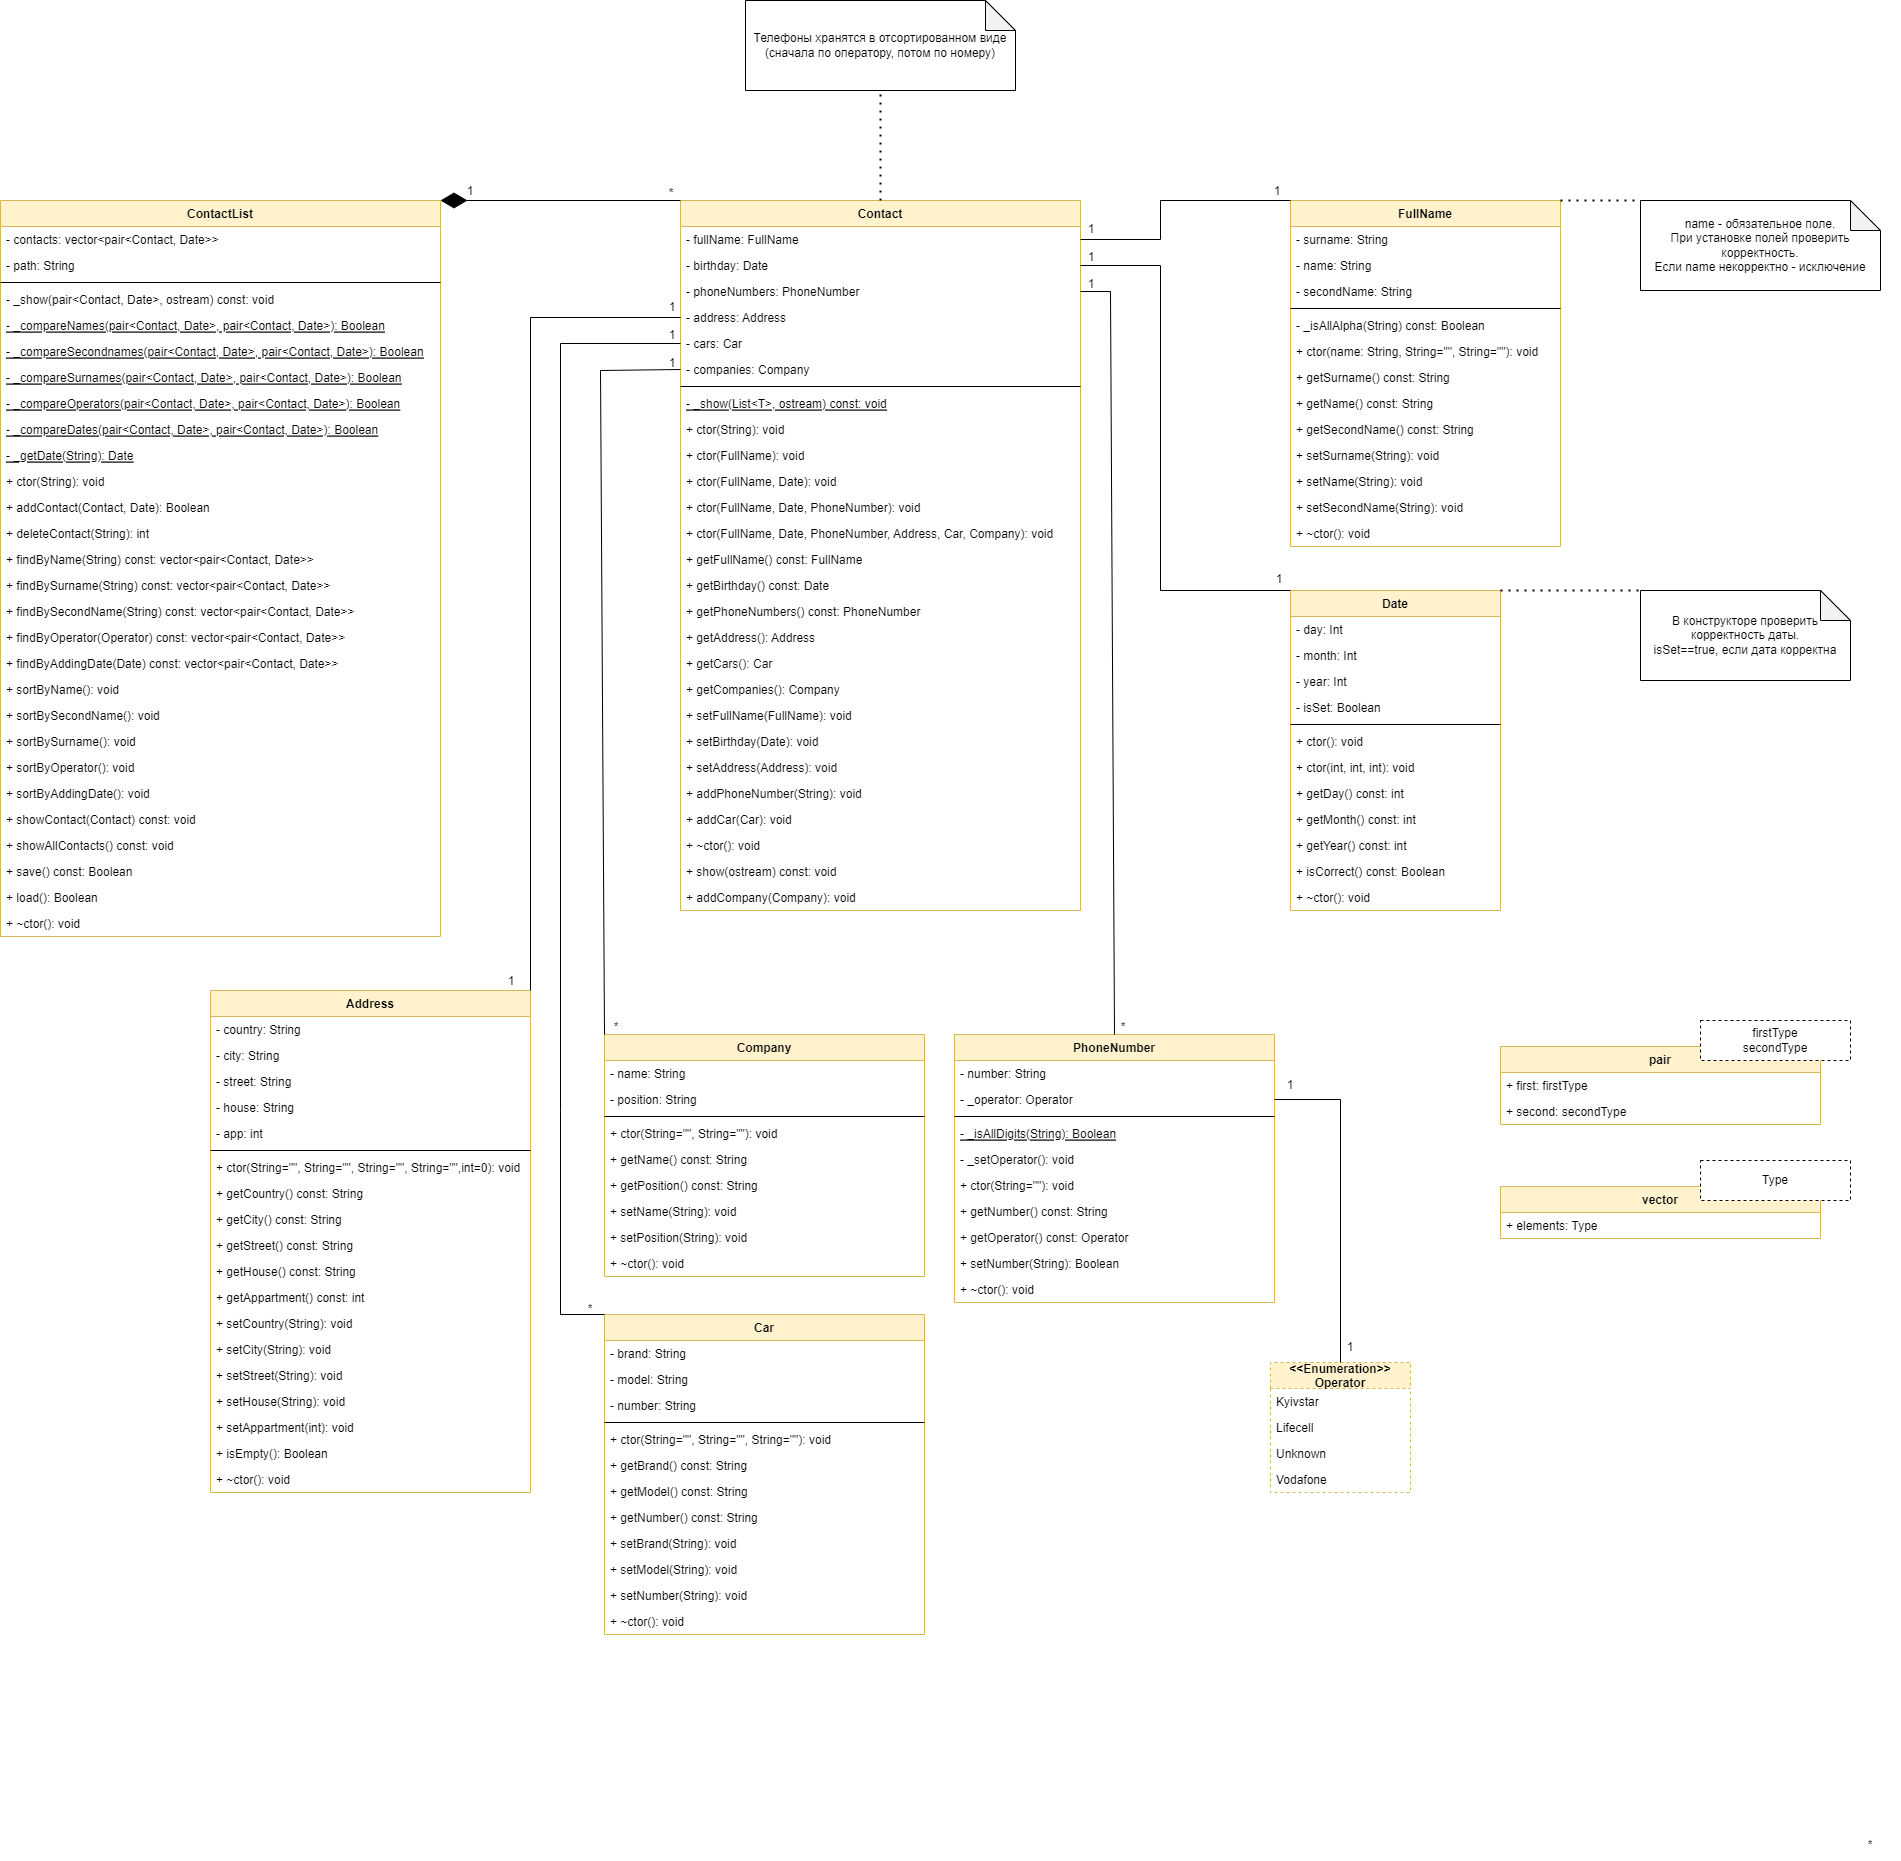 Телефоны хранятся в отсортированном виде
(сначала по оператору, потом по номеру)
1
*
ContactList
- contacts: vector<pair<Contact, Date>>
- path: String
- _show(pair<Contact, Date>, ostream) const: void
- _compareNames(pair<Contact, Date>, pair<Contact, Date>): Boolean
- _compareSecondnames(pair<Contact, Date>, pair<Contact, Date>): Boolean
- _compareSurnames(pair<Contact, Date>, pair<Contact, Date>): Boolean
- _compareOperators(pair<Contact, Date>, pair<Contact, Date>): Boolean
- _compareDates(pair<Contact, Date>, pair<Contact, Date>): Boolean
- _getDate(String): Date
+ ctor(String): void
+ addContact(Contact, Date): Boolean
+ deleteContact(String): int
+ findByName(String) const: vector<pair<Contact, Date>>
+ findBySurname(String) const: vector<pair<Contact, Date>>
+ findBySecondName(String) const: vector<pair<Contact, Date>>
+ findByOperator(Operator) const: vector<pair<Contact, Date>>
+ findByAddingDate(Date) const: vector<pair<Contact, Date>>
+ sortByName(): void
+ sortBySecondName(): void
+ sortBySurname(): void
+ sortByOperator(): void
+ sortByAddingDate(): void
+ showContact(Contact) const: void
+ showAllContacts() const: void
+ save() const: Boolean
+ load(): Boolean
+ ~ctor(): void
1
1
1
Contact
- fullName: FullName
- birthday: Date
- phoneNumbers: PhoneNumber
- address: Address
- cars: Car
- companies: Company
- _show(List<T>, ostream) const: void
+ ctor(String): void
+ ctor(FullName): void
+ ctor(FullName, Date): void
+ ctor(FullName, Date, PhoneNumber): void
+ ctor(FullName, Date, PhoneNumber, Address, Car, Company): void
+ getFullName() const: FullName
+ getBirthday() const: Date
+ getPhoneNumbers() const: PhoneNumber
+ getAddress(): Address
+ getCars(): Car
+ getCompanies(): Company
+ setFullName(FullName): void
+ setBirthday(Date): void
+ setAddress(Address): void
+ addPhoneNumber(String): void
+ addCar(Car): void
+ ~ctor(): void
+ show(ostream) const: void
+ addCompany(Company): void
1
1
1
1
FullName
- surname: String
- name: String
- secondName: String
- _isAllAlpha(String) const: Boolean
+ ctor(name: String, String="", String=""): void
+ getSurname() const: String
+ getName() const: String
+ getSecondName() const: String
+ setSurname(String): void
+ setName(String): void
+ setSecondName(String): void
+ ~ctor(): void
name - обязательное поле.
При установке полей проверить
корректность.
Если name некорректно - исключение
1
Date
- day: Int
- month: Int
- year: Int
- isSet: Boolean
+ ctor(): void
+ ctor(int, int, int): void
+ getDay() const: int
+ getMonth() const: int
+ getYear() const: int
+ isCorrect() const: Boolean
+ ~ctor(): void
В конструкторе проверить
корректность даты.
isSet==true, если дата корректна
1
Address
- country: String
- city: String
- street: String
- house: String
- app: int
+ ctor(String="", String="", String="", String="",int=0): void
+ getCountry() const: String
+ getCity() const: String
+ getStreet() const: String
+ getHouse() const: String
+ getAppartment() const: int
+ setCountry(String): void
+ setCity(String): void
+ setStreet(String): void
+ setHouse(String): void
+ setAppartment(int): void
+ isEmpty(): Boolean
+ ~ctor(): void
*
Company
- name: String
- position: String
+ ctor(String="", String=""): void
+ getName() const: String
+ getPosition() const: String
+ setName(String): void
+ setPosition(String): void
+ ~ctor(): void
*
Car
- brand: String
- model: String
- number: String
+ ctor(String="", String="", String=""): void
+ getBrand() const: String
+ getModel() const: String
+ getNumber() const: String
+ setBrand(String): void
+ setModel(String): void
+ setNumber(String): void
+ ~ctor(): void
*
PhoneNumber
- number: String
- _operator: Operator
- _isAllDigits(String): Boolean
- _setOperator(): void
+ ctor(String=""): void
+ getNumber() const: String
+ getOperator() const: Operator
+ setNumber(String): Boolean
+ ~ctor(): void
1
1
<<Enumeration>>
Operator
Kyivstar
Lifecell
Unknown
Vodafone
firstType
secondType
pair
+ first: firstType
+ second: secondType
Type
vector
+ elements: Type
*